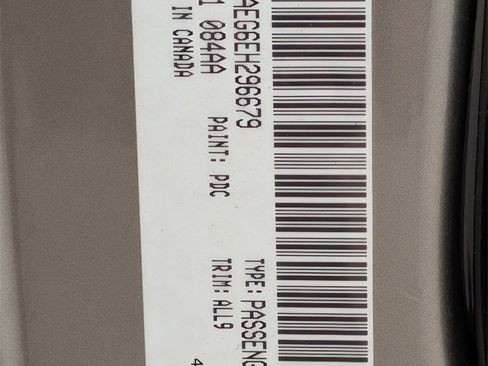 AEG6EH296679 TYPE: PASSENG
1 084AA PAINT: PDC TRIM: ALL9
IN CANADA 4